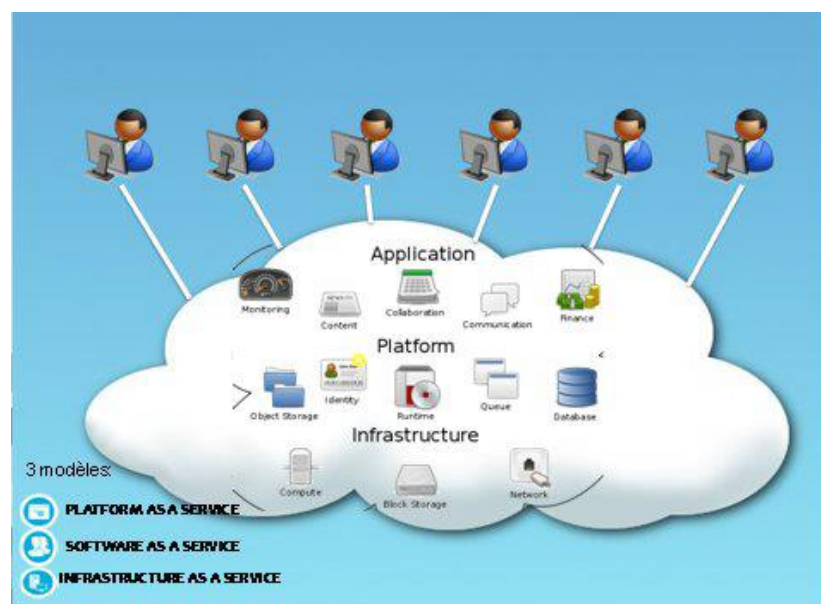 Application
Monitoring
Content
Collaboration
Communication
Finance
Platform
Object Storage
Identity
Runtime
Queue
Database
Infrastructure
Compute
Block Storage
Network
3 modèles:
PLATFORM AS A SERVICE
SOFTWARE AS A SERVICE
INFRASTRUCTURE AS A SERVICE